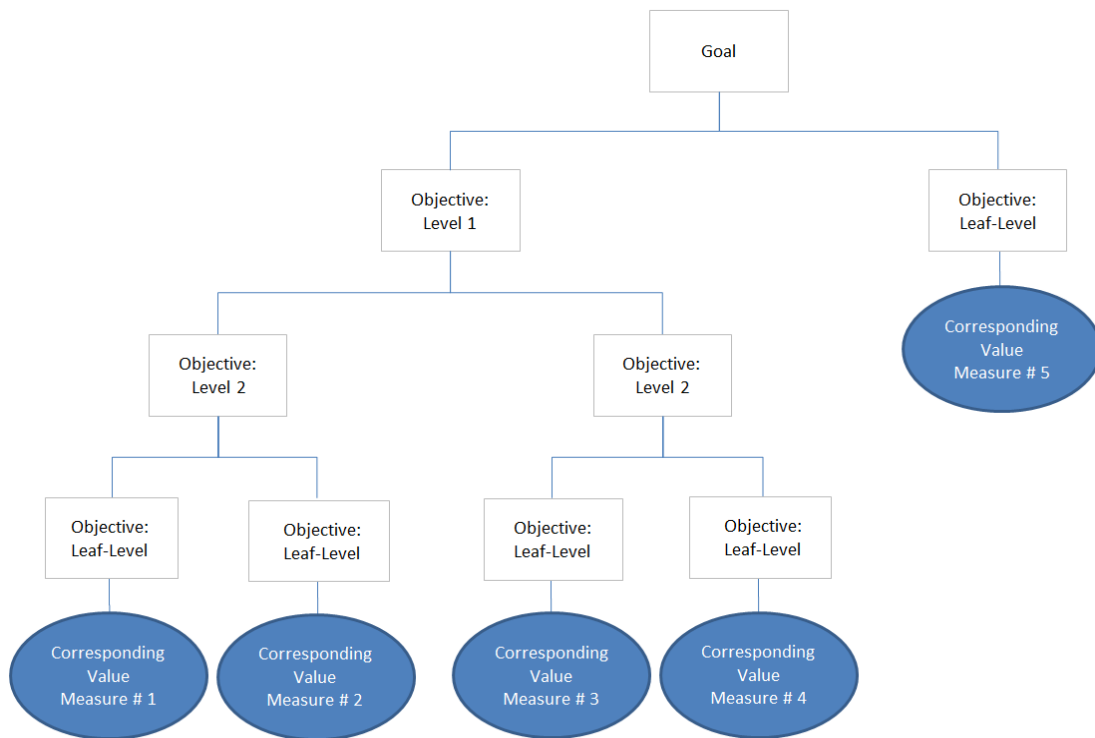 Goal
Objective:
Level 1
Objective:
Leaf-Level
Corresponding
Value
Measure # 5
Objective:
Level 2
Objective:
Level 2
Objective:
Leaf-Level
Objective:
Leaf-Level
Objective:
Leaf-Level
Objective:
Leaf-Level
Corresponding
Value
Measure # 1
Corresponding
Value
Measure # 2
Corresponding
Value
Measure # 3
Corresponding
Value
Measure # 4